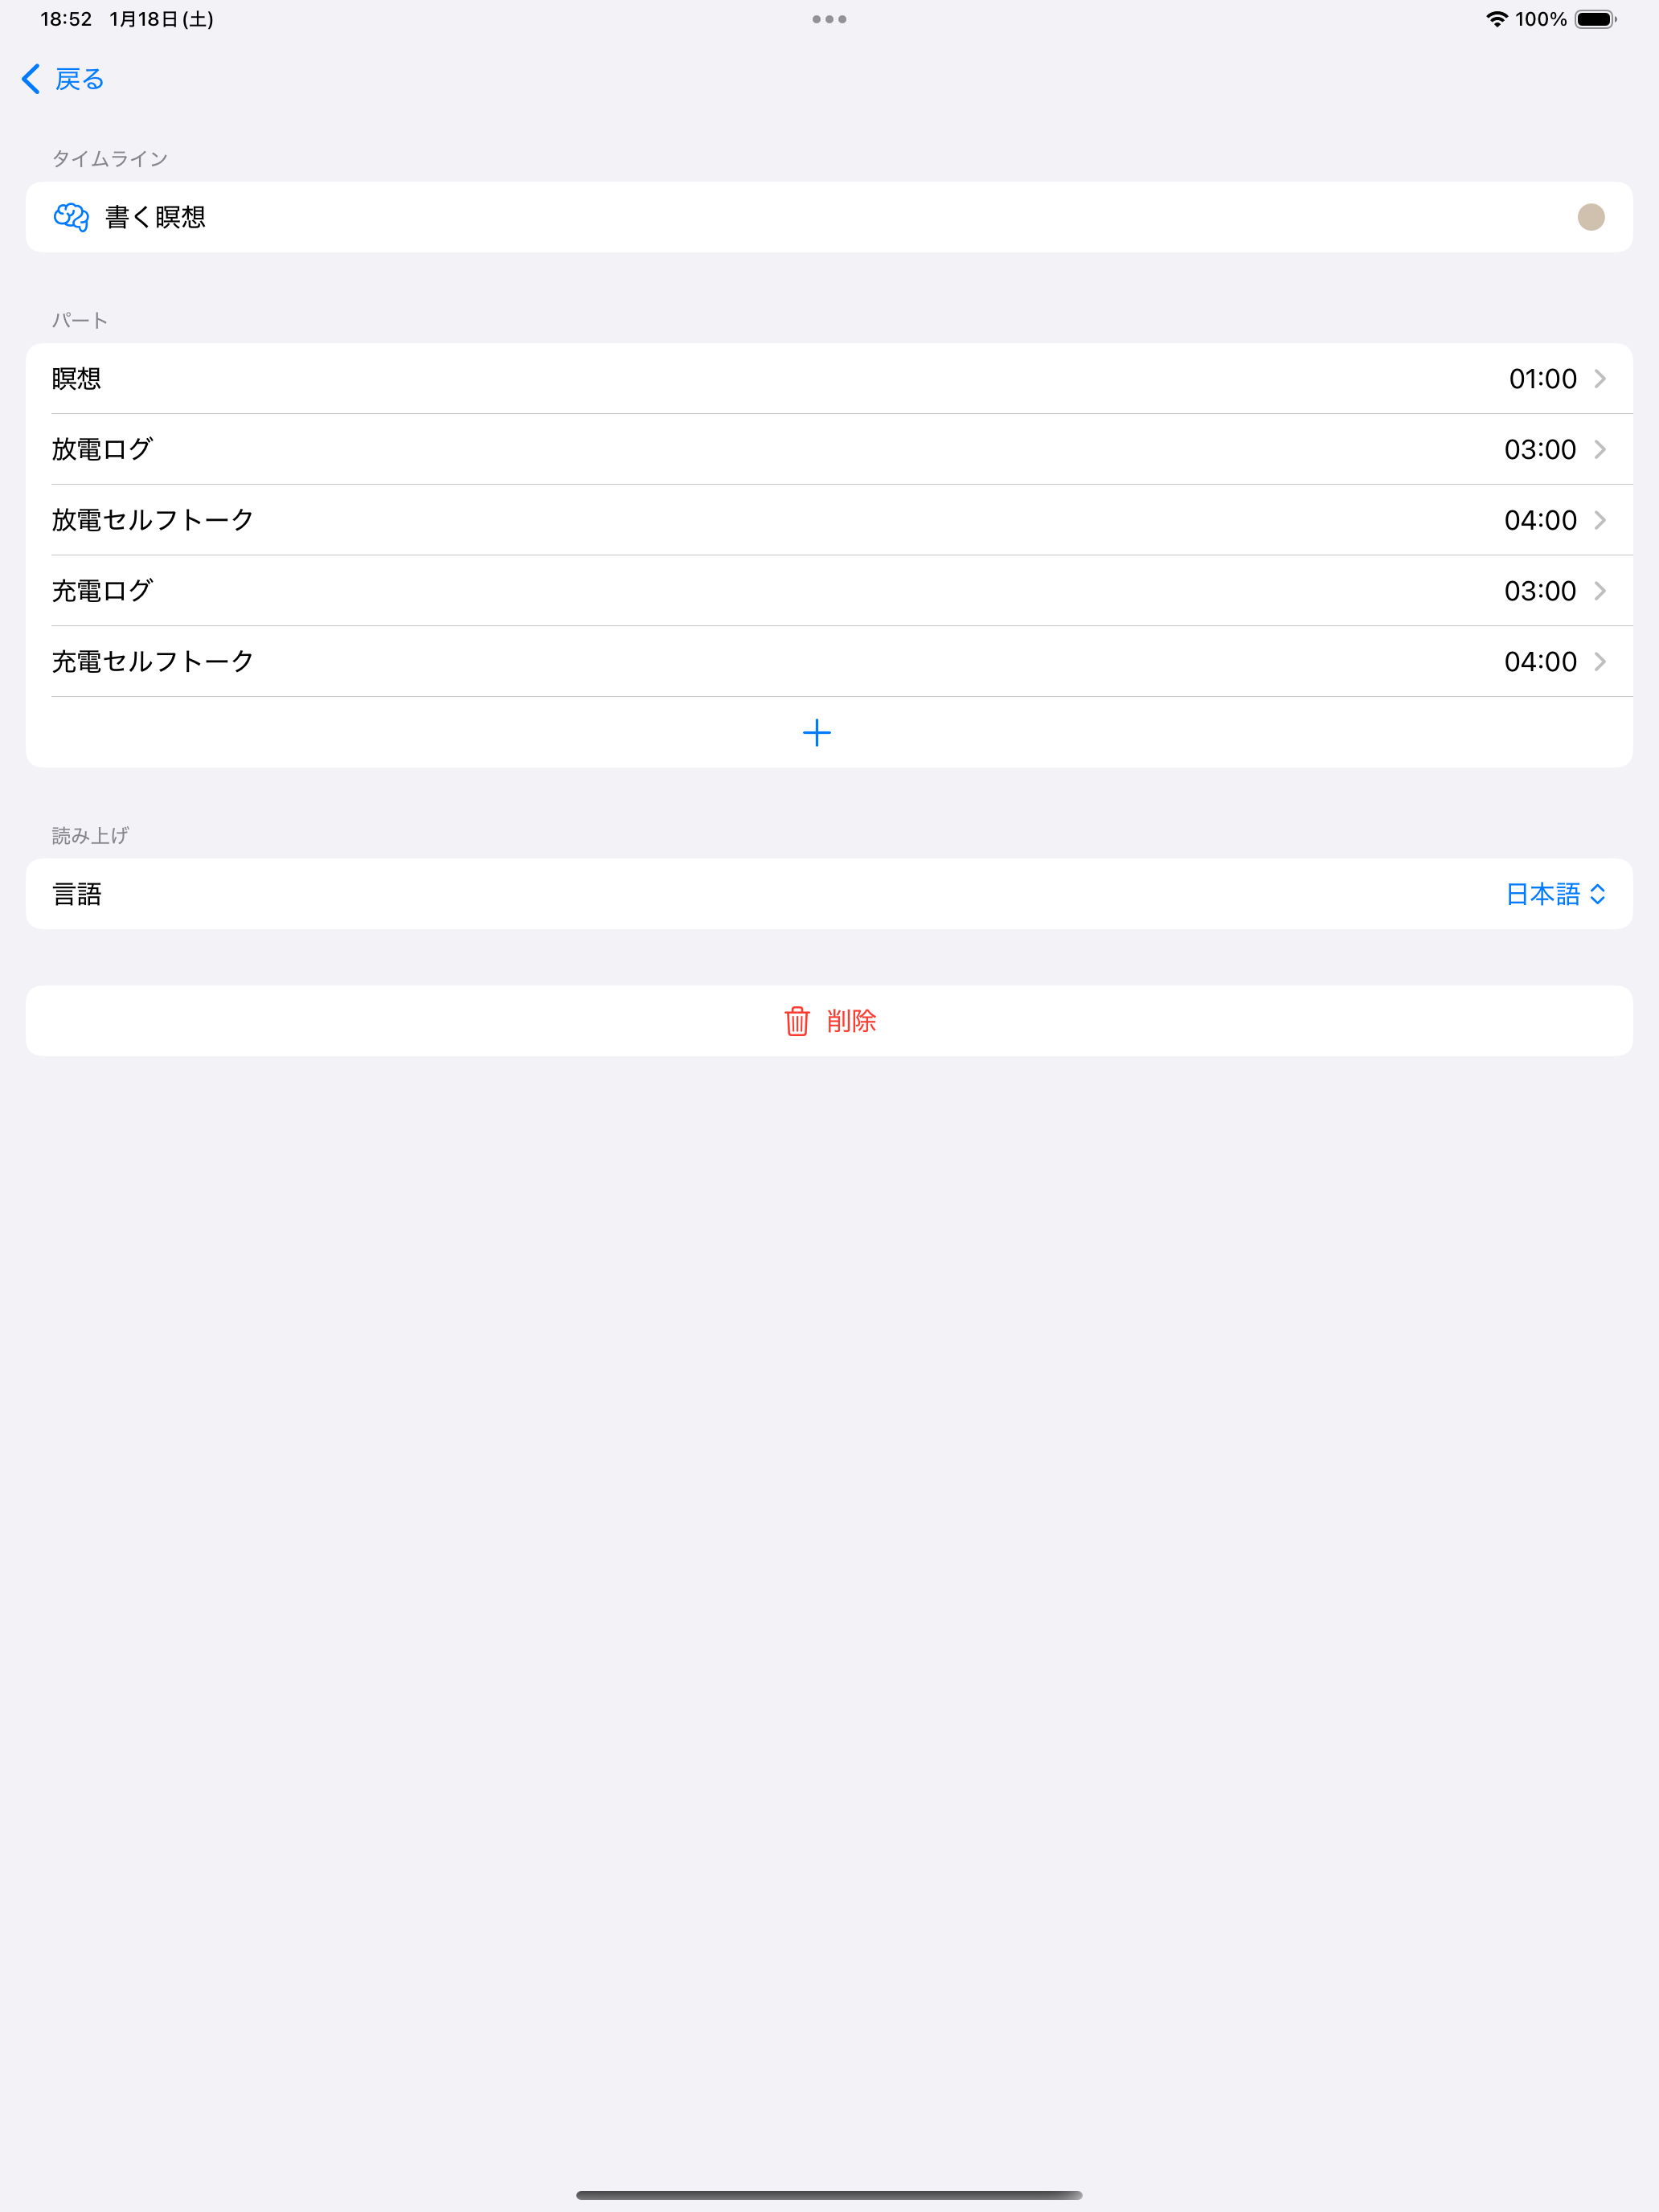 18:52 1月18日(土)
100%
戻る
タイムライン
書く瞑想
パート
瞑想 01:00
放電ログ 03:00
放電セルフトーク 04:00
充電ログ 03:00
充電セルフトーク 04:00
読み上げ
言語 日本語
削除